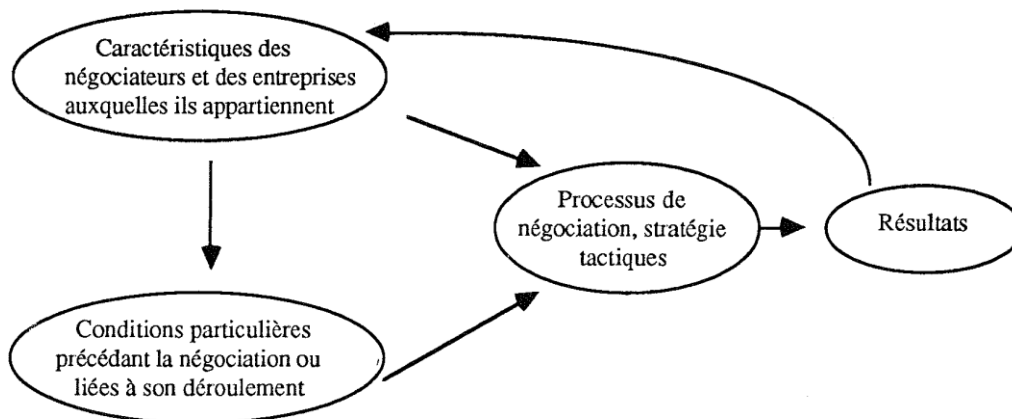 Caractéristiques des
négociateurs et des entreprises
auxquelles ils appartiennent
Processus de
négociation, stratégie
tactiques
Résultats
Conditions particulières
précédant la négociation ou
liées à son déroulement